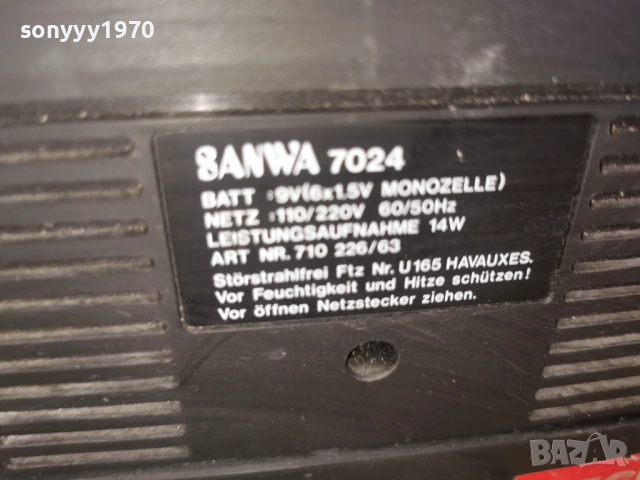 sonyyy1970
SANWA 7024
BATT :9V(6x1.5V MONOZELLE)
NETZ :110/220V 60/50Hz
LEISTUNGSAUFNAHME 14W
ART NR. 710 226/63
Störstrahlfrei Ftz Nr. U165 HAVAUXES.
Vor Feuchtigkeit und Hitze schützen!
Vor öffnen Netzstecker ziehen.
BAZAR